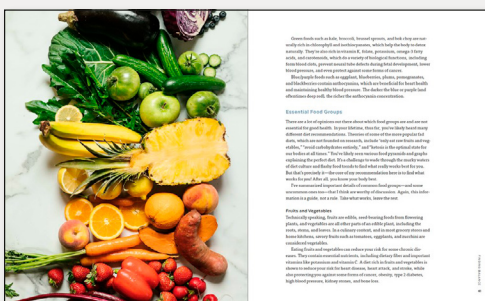 Green foods such as kale, broccoli, brussel sprouts, and bok choy are not-
ably rich in chlorophyll and isothiocyanates, which help the body to detox
naturally. They're also rich in vitamin K, folate, potassium, omega-3 fatty
acids, and carotenoids, which do a variety of biological functions, including
form blood clots, prevent neural tube defects during fetal development, lower
blood pressure, and even protect against some forms of cancer.
Blue/purple foods such as eggplant, blueberries, plums, pomegranates,
and blackberries contain anthocyanins, which are beneficial for heart health
and maintaining healthy blood pressure. The darker the blue or purple (and
oftentimes deep red), the richer the anthocyanin concentration.
Essential Food Groups
There are a lot of opinions out there about which food groups are and are not
essential for good health. In your lifetime, thus far, you've likely heard many
different diet recommendations. Theories of some of the more popular fad
diets, which are not founded on research, include "only eat raw fruit and veg-
etables," "avoid carbohydrates entirely," and "ketosis is the optimal state for
our bodies at all times." You've likely seen various food pyramids and graphs
explaining the perfect diet. It's a challenge to wade through the murky waters
of diet culture and flashy food trends to find what really works best for you.
But that's precisely it—the core of my recommendation here is to find what
works for you! After all, you know your body best.
I've summarized important details of common food groups—and some
uncommon ones too—that I think are worthy of discussion. Again, this infor-
mation is a guide, not a rule. Take what works, leave the rest.
Fruits and Vegetables
Technically speaking, fruits are edible, seed-bearing foods from flowering
plants, and vegetables are all other parts of an edible plant, including the
roots, stems, and leaves. In a culinary context, and in most grocery stores and
home kitchens, savory fruits such as tomatoes, eggplants, and zucchini are
considered vegetables.
Eating fruits and vegetables can reduce your risk for some chronic dis-
eases. They contain essential nutrients, including dietary fiber and important
vitamins like potassium and vitamin C. A diet rich in fruits and vegetables is
shown to reduce your risk for heart disease, heart attack, and stroke, while
also protecting you against some forms of cancer, obesity, type 2 diabetes,
high blood pressure, kidney stones, and bone loss.